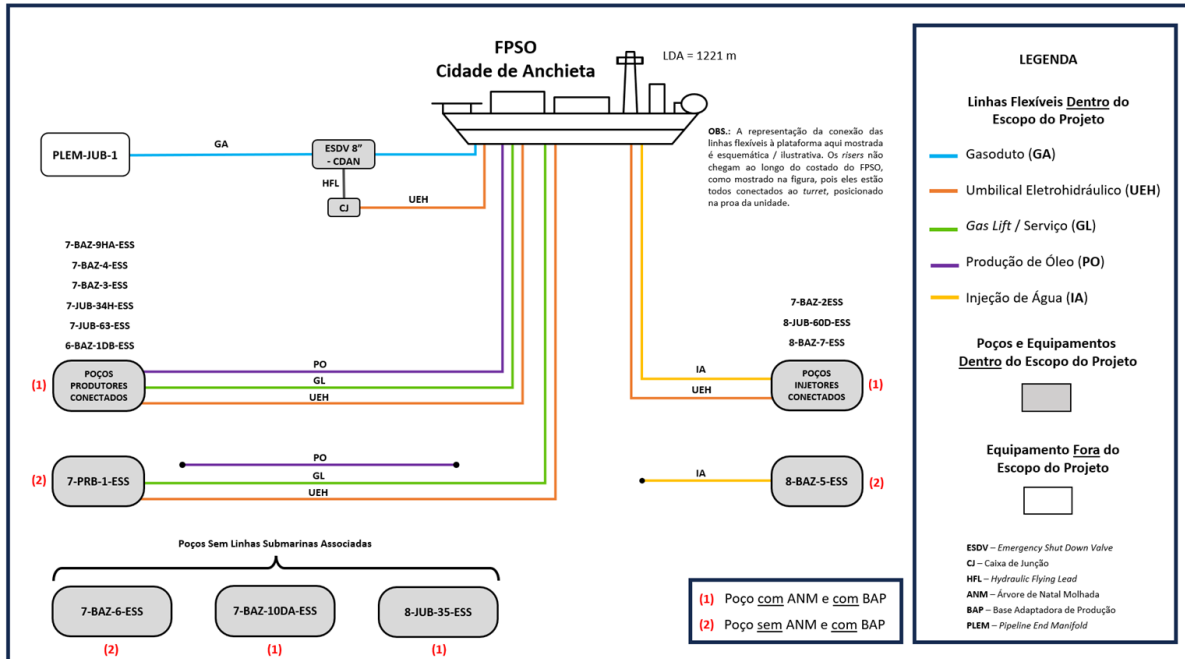 FPSO
Cidade de Anchieta
LDA = 1221 m
OBS.: A representação da conexão das
linhas flexíveis à plataforma aqui mostrada
é esquemática / ilustrativa. Os risers não
chegam ao longo do costado do FPSO,
como mostrado na figura, pois eles estão
todos conectados ao turret, posicionado
na proa da unidade.
PLEM-JUB-1
GA
ESDV 8"
- CDAN
HFL
CJ
UEH
7-BAZ-9HA-ESS
7-BAZ-4-ESS
7-BAZ-3-ESS
7-JUB-34H-ESS
7-JUB-63-ESS
6-BAZ-1DB-ESS
(1)
POÇOS
PRODUTORES
CONECTADOS
PO
GL
UEH
7-BAZ-2ESS
8-JUB-60D-ESS
8-BAZ-7-ESS
IA
UEH
POÇOS
INJETORES
CONECTADOS
(1)
(2)
7-PRB-1-ESS
PO
GL
UEH
IA
8-BAZ-5-ESS
(2)
Poços Sem Linhas Submarinas Associadas
7-BAZ-6-ESS
(2)
7-BAZ-10DA-ESS
(1)
8-JUB-35-ESS
(1)
(1) Poço com ANM e com BAP
(2) Poço sem ANM e com BAP
LEGENDA
Linhas Flexíveis Dentro do
Escopo do Projeto
Gasoduto (GA)
Umbilical Eletrohidráulico (UEH)
Gas Lift / Serviço (GL)
Produção de Óleo (PO)
Injeção de Água (IA)
Poços e Equipamentos
Dentro do Escopo do Projeto
Equipamento Fora do
Escopo do Projeto
ESDV – Emergency Shut Down Valve
CJ – Caixa de Junção
HFL – Hydraulic Flying Lead
ANM – Árvore de Natal Molhada
BAP – Base Adaptadora de Produção
PLEM – Pipeline End Manifold